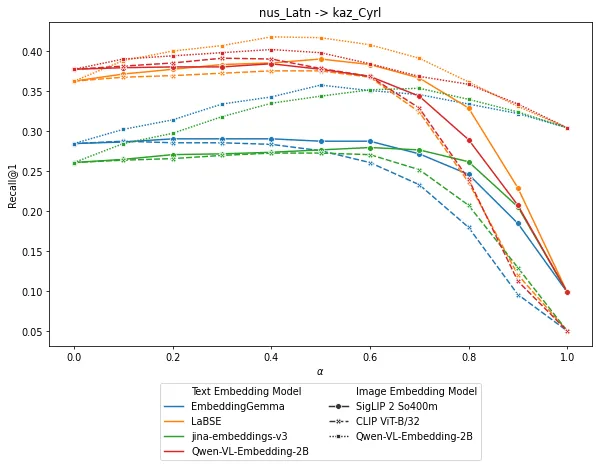 nus_Latn -> kaz_Cyrl
Recall@1
0.40
0.35
0.30
0.25
0.20
0.15
0.10
0.05
0.0 0.2 0.4 0.6 0.8 1.0
α
Text Embedding Model
EmbeddingGemma
LaBSE
jina-embeddings-v3
Qwen-VL-Embedding-2B
Image Embedding Model
SigLIP 2 So400m
CLIP ViT-B/32
Qwen-VL-Embedding-2B